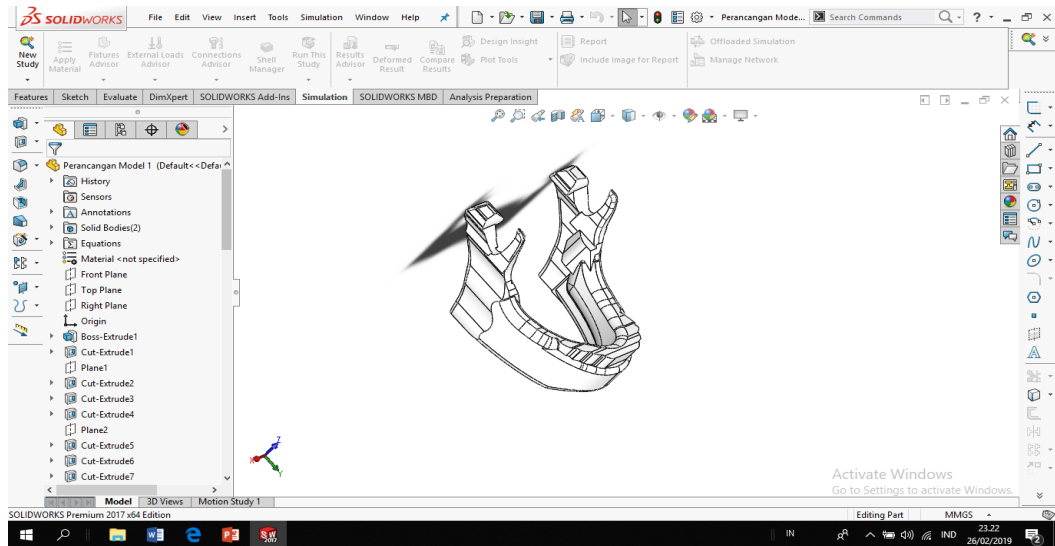 SOLIDWORKS File Edit View Insert Tools Simulation Window Help Perancangan Mode... Search Commands ?
New Study
Apply Material
Fixtures Advisor
External Loads Advisor
Connections Advisor
Shell Manager
Run This Study
Results Advisor
Deformed Result
Compare Results
Design Insight
Plot Tools
Report
Include Image for Report
Offloaded Simulation
Manage Network
Features Sketch Evaluate DimXpert SOLIDWORKS Add-Ins Simulation SOLIDWORKS MBD Analysis Preparation
Perancangan Model 1 (Default<<Defau
History
Sensors
Annotations
Solid Bodies(2)
Equations
Material <not specified>
Front Plane
Top Plane
Right Plane
Origin
Boss-Extrude1
Cut-Extrude1
Plane1
Cut-Extrude2
Cut-Extrude3
Cut-Extrude4
Plane2
Cut-Extrude5
Cut-Extrude6
Cut-Extrude7
Z
X
Y
Activate Windows
Go to Settings to activate Windows.
Model 3D Views Motion Study 1
SOLIDWORKS Premium 2017 x64 Edition Editing Part MMGS
IN IND 23.22
26/02/2019